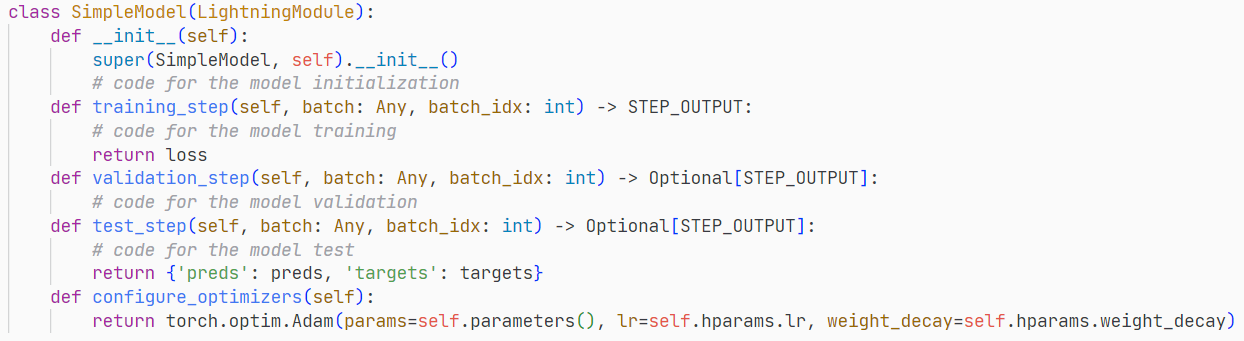 class SimpleModel(LightningModule):
    def __init__(self):
        super(SimpleModel, self).__init__()
        # code for the model initialization
    def training_step(self, batch: Any, batch_idx: int) -> STEP_OUTPUT:
        # code for the model training
        return loss
    def validation_step(self, batch: Any, batch_idx: int) -> Optional[STEP_OUTPUT]:
        # code for the model validation
    def test_step(self, batch: Any, batch_idx: int) -> Optional[STEP_OUTPUT]:
        # code for the model test
        return {'preds': preds, 'targets': targets}
    def configure_optimizers(self):
        return torch.optim.Adam(params=self.parameters(), lr=self.hparams.lr, weight_decay=self.hparams.weight_decay)